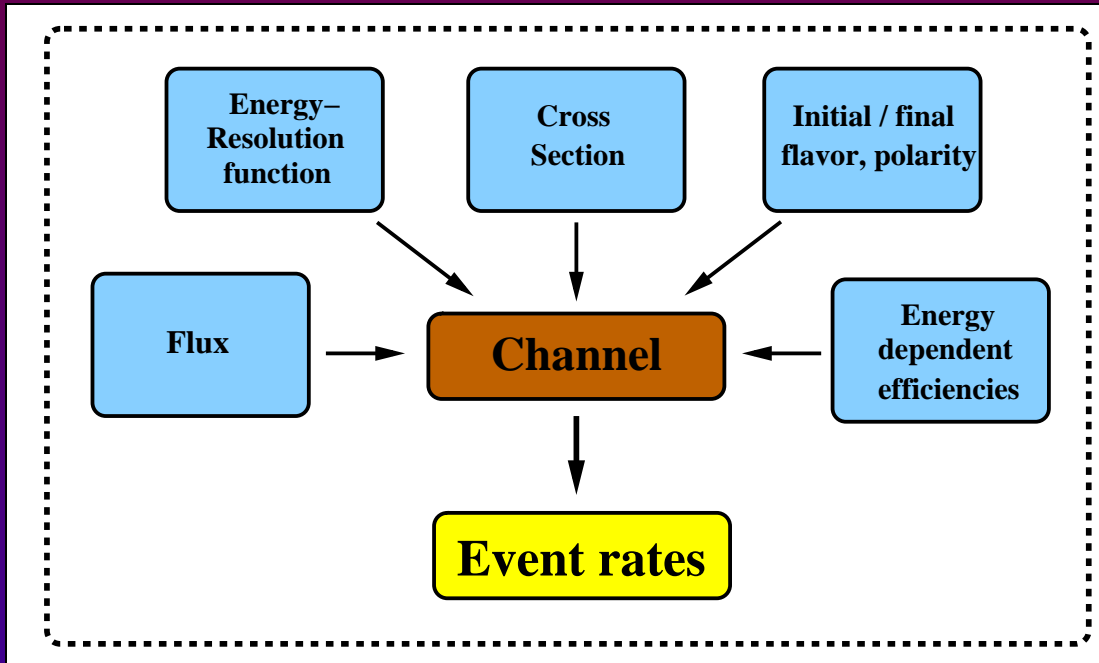 Energy–
Resolution
function
Cross
Section
Initial / final
flavor, polarity
Flux
Channel
Energy
dependent
efficiencies
Event rates